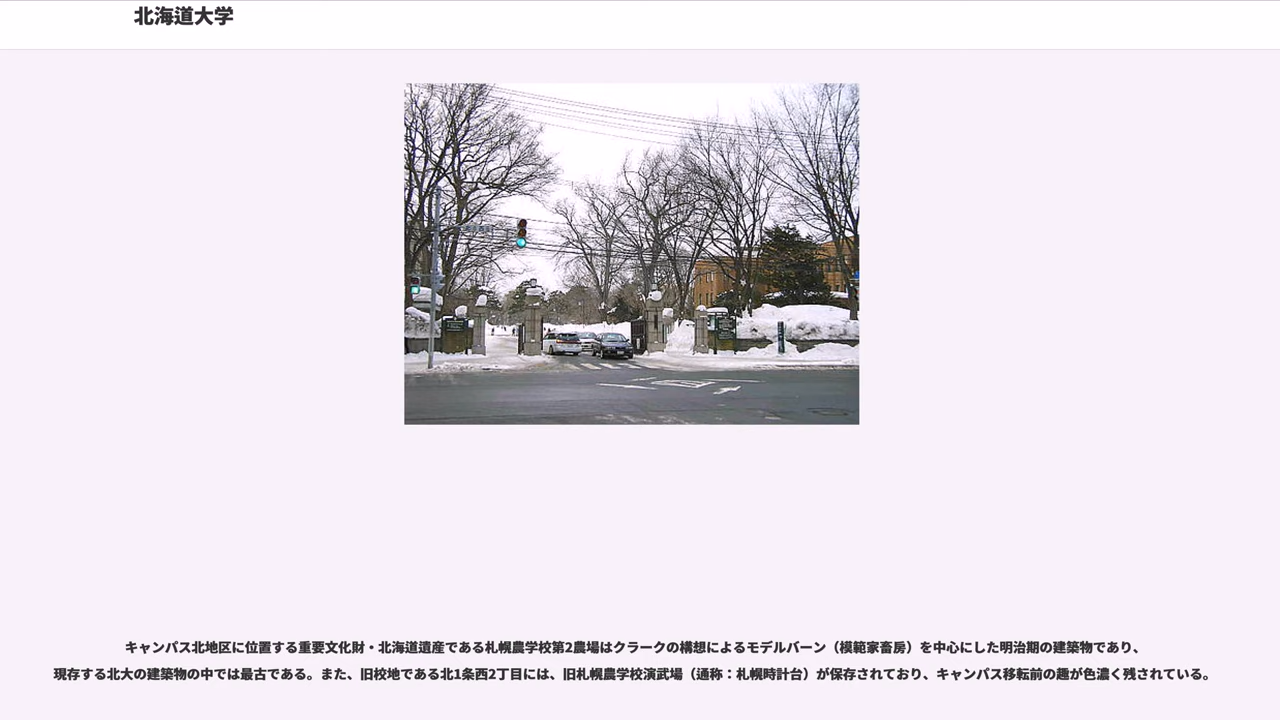 北海道大学
キャンパス北地区に位置する重要文化財・北海道遺産である札幌農学校第2農場はクラークの構想によるモデルバーン（模範家畜房）を中心にした明治期の建築物であり、
現存する北大の建築物の中では最古である。また、旧校地である北1条西2丁目には、旧札幌農学校演武場（通称：札幌時計台）が保存されており、キャンパス移転前の趣が色濃く残されている。